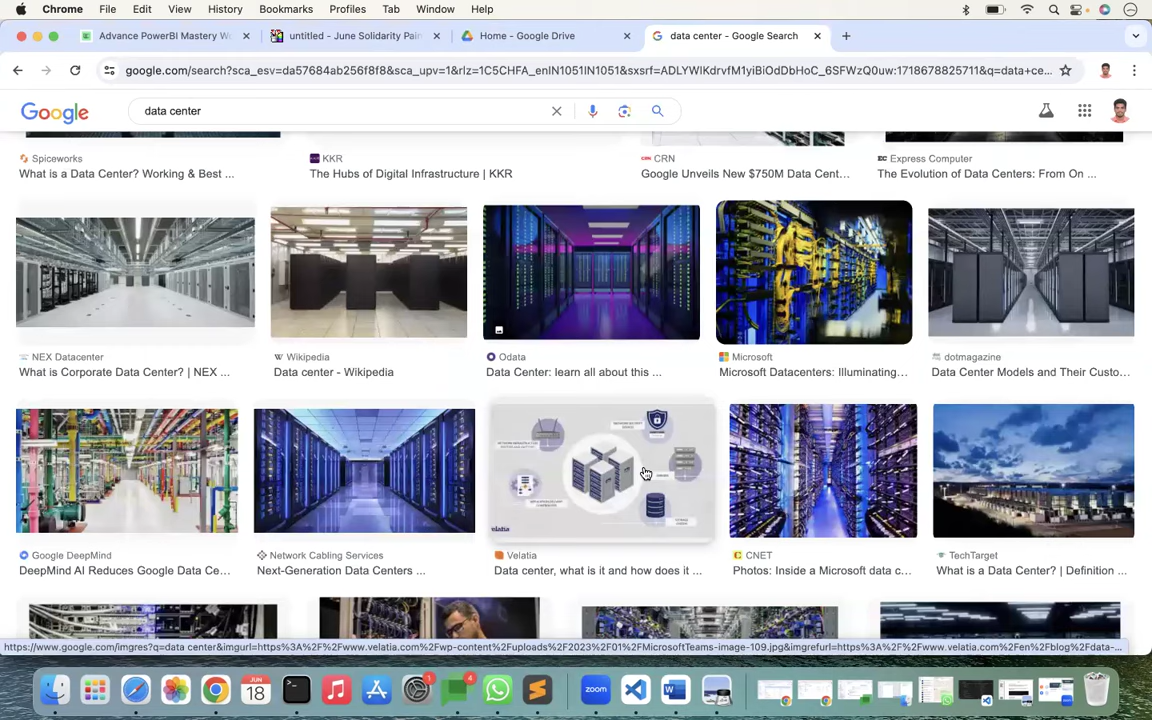 Chrome File Edit View History Bookmarks Profiles Tab Window Help
Advance PowerBI Mastery Wo
untitled - June Solidarity Pain
Home - Google Drive
data center - Google Search
google.com/search?sca_esv=da57684ab256f8f8&sca_upv=1&rlz=1C5CHFA_enIN1051IN1051&sxsrf=ADLYWIKdrvfM1yiBiOdDbHoC_6SFWzQ0uw:1718678825711&q=data+ce...
Google
data center
Spiceworks
What is a Data Center? Working & Best ...
KKR
The Hubs of Digital Infrastructure | KKR
CRN
Google Unveils New $750M Data Cent...
EC Express Computer
The Evolution of Data Centers: From On ...
NEX Datacenter
What is Corporate Data Center? | NEX ...
W Wikipedia
Data center - Wikipedia
Odata
Data Center: learn all about this ...
Microsoft
Microsoft Datacenters: Illuminating...
dotmagazine
Data Center Models and Their Custo...
velatia
Google DeepMind
DeepMind AI Reduces Google Data Ce...
Network Cabling Services
Next-Generation Data Centers ...
Velatia
Data center, what is it and how does it ...
CNET
Photos: Inside a Microsoft data c...
TechTarget
What is a Data Center? | Definition ...
https://www.google.com/imgres?q=data center&imgurl=https%3A%2F%2Fwww.velatia.com%2Fwp-content%2Fuploads%2F2023%2F01%2FMicrosoftTeams-image-109.jpg&imgrefurl=https%3A%2F%2Fwww.velatia.com%2Fen%2Fblog%2Fdata-...
JUN
18
1
4
zoom
W